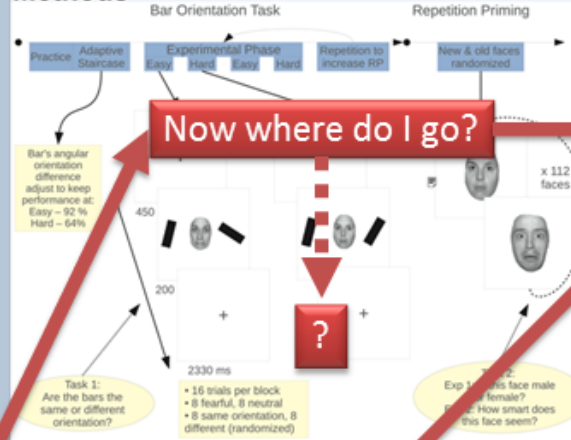 Bar Orientation Task
Repetition Priming
Practice
Adaptive
Staircase
Experimental Phase
Easy Hard Easy Hard
Repetition to
increase RP
New & old faces
randomized
Now where do I go?
Bar's angular
orientation
difference
adjust to keep
performance at:
Easy – 92 %
Hard – 64%
x 112
faces
450
200
+
+
?
2330 ms
Task 1:
Are the bars the
same or different
orientation?
• 16 trials per block
• 8 fearful, 8 neutral
• 8 same orientation, 8
different (randomized)
2:
Exp 1: this face male
female?
2: How smart does
this face seem?